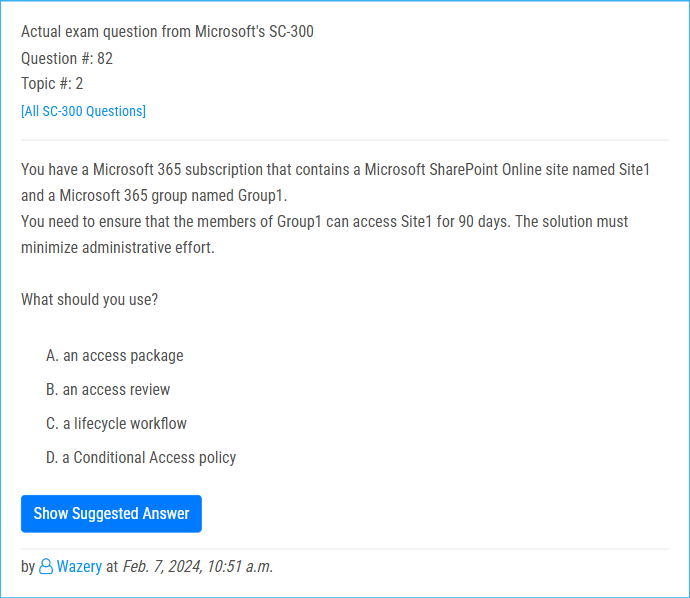 Actual exam question from Microsoft's SC-300
Question #: 82
Topic #: 2
[All SC-300 Questions]
You have a Microsoft 365 subscription that contains a Microsoft SharePoint Online site named Site1
and a Microsoft 365 group named Group1.
You need to ensure that the members of Group1 can access Site1 for 90 days. The solution must
minimize administrative effort.
What should you use?
A. an access package
B. an access review
C. a lifecycle workflow
D. a Conditional Access policy
Show Suggested Answer
by Wazery at Feb. 7, 2024, 10:51 a.m.